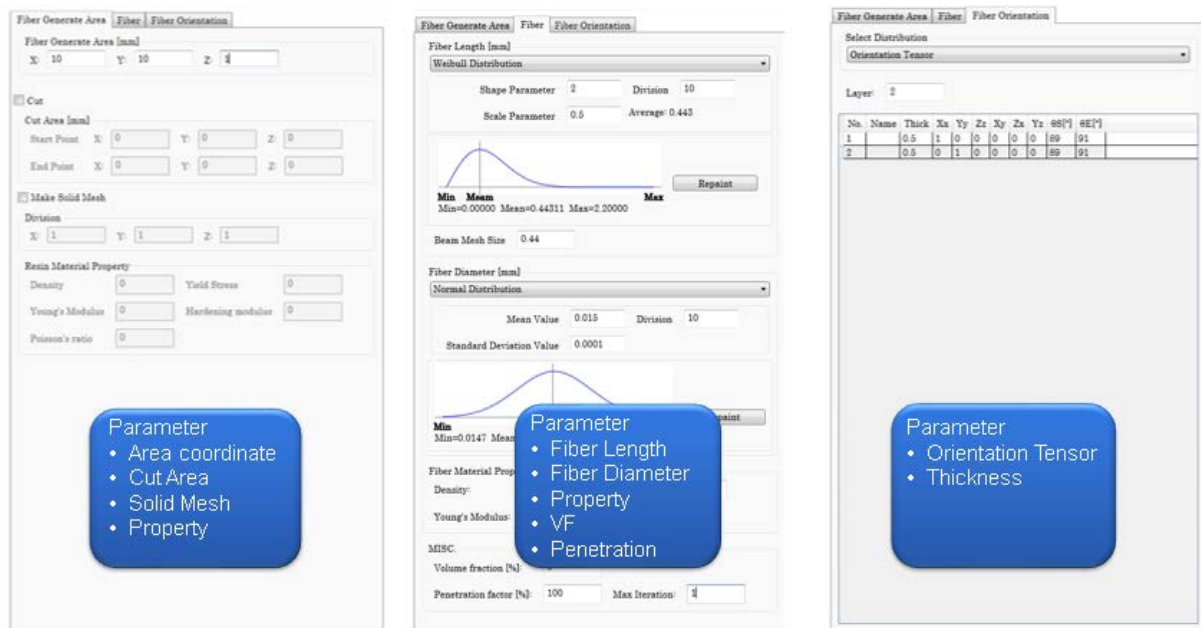 Fiber Generate Area Fiber Fiber Orientation
Fiber Generate Area [mm]
X: 10 Y: 10 Z: 1
Cut
Cut Area [mm]
Start Point X: 0 Y: 0 Z: 0
End Point X: 0 Y: 0 Z: 0
Make Solid Mesh
Division
X: 1 Y: 1 Z: 1
Resin Material Property
Density 0 Yield Stress 0
Young's Modulus 0 Hardening modulus 0
Poisson's ratio 0
Parameter
• Area coordinate
• Cut Area
• Solid Mesh
• Property
Fiber Generate Area Fiber Fiber Orientation
Fiber Length [mm]
Weibull Distribution
Shape Parameter 2 Division 10
Scale Parameter 0.5 Average: 0.443
Repaint
Min Mean Max
Min=0.00000 Mean=0.44311 Max=2.20000
Beam Mesh Size 0.44
Fiber Diameter [mm]
Normal Distribution
Mean Value 0.015 Division 10
Standard Deviation Value 0.0001
Min
Min=0.0147
Fiber Material
Density:
Young's Modulus:
MISC.
Volume fraction [%]:
Penetration factor [%]: 100 Max Iteration: 1
Parameter
• Fiber Length
• Fiber Diameter
• Property
• VF
• Penetration
Fiber Generate Area Fiber Fiber Orientation
Select Distribution
Orientation Tensor
Layer: 2
No. Name Thick Xx Yy Zz Xy Zx Yz θS[°] θE[°]
1 0.5 1 0 0 0 0 0 89 91
2 0.5 0 1 0 0 0 0 89 91
Parameter
• Orientation Tensor
• Thickness